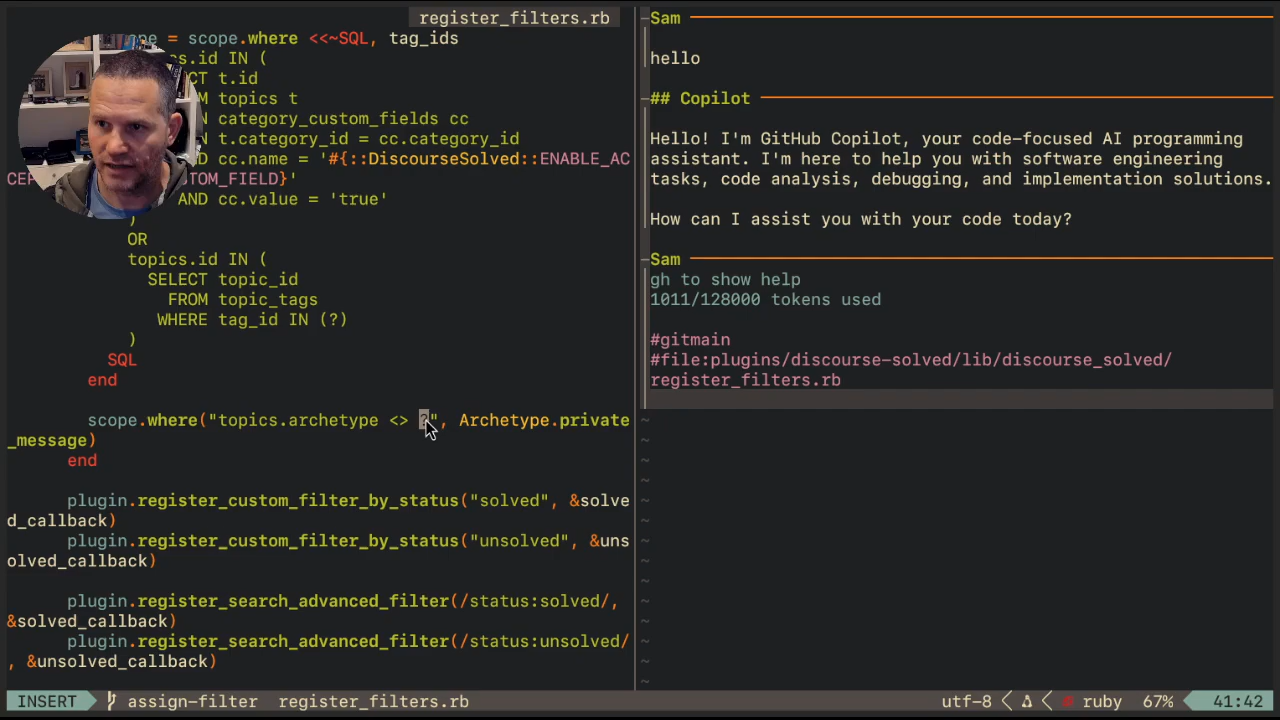 register_filters.rb
ope = scope.where <<~SQL, tag_ids
cs.id IN (
CT t.id
M topics t
N category_custom_fields cc
N t.category_id = cc.category_id
ND cc.name = '#{::DiscourseSolved::ENABLE_AC
CEP
TOM_FIELD}'
AND cc.value = 'true'
)
OR
topics.id IN (
SELECT topic_id
FROM topic_tags
WHERE tag_id IN (?)
)
SQL
end
scope.where("topics.archetype <> ?", Archetype.private
_message)
end
plugin.register_custom_filter_by_status("solved", &solve
d_callback)
plugin.register_custom_filter_by_status("unsolved", &uns
olved_callback)
plugin.register_search_advanced_filter(/status:solved/,
&solved_callback)
plugin.register_search_advanced_filter(/status:unsolved/
, &unsolved_callback)
Sam
hello
## Copilot
Hello! I'm GitHub Copilot, your code-focused AI programming
assistant. I'm here to help you with software engineering
tasks, code analysis, debugging, and implementation solutions.
How can I assist you with your code today?
Sam
gh to show help
1011/128000 tokens used
#gitmain
#file:plugins/discourse-solved/lib/discourse_solved/
register_filters.rb
~
~
~
~
~
~
~
~
~
~
~
~
~
~
INSERT assign-filter register_filters.rb utf-8 ruby 67% 41:42